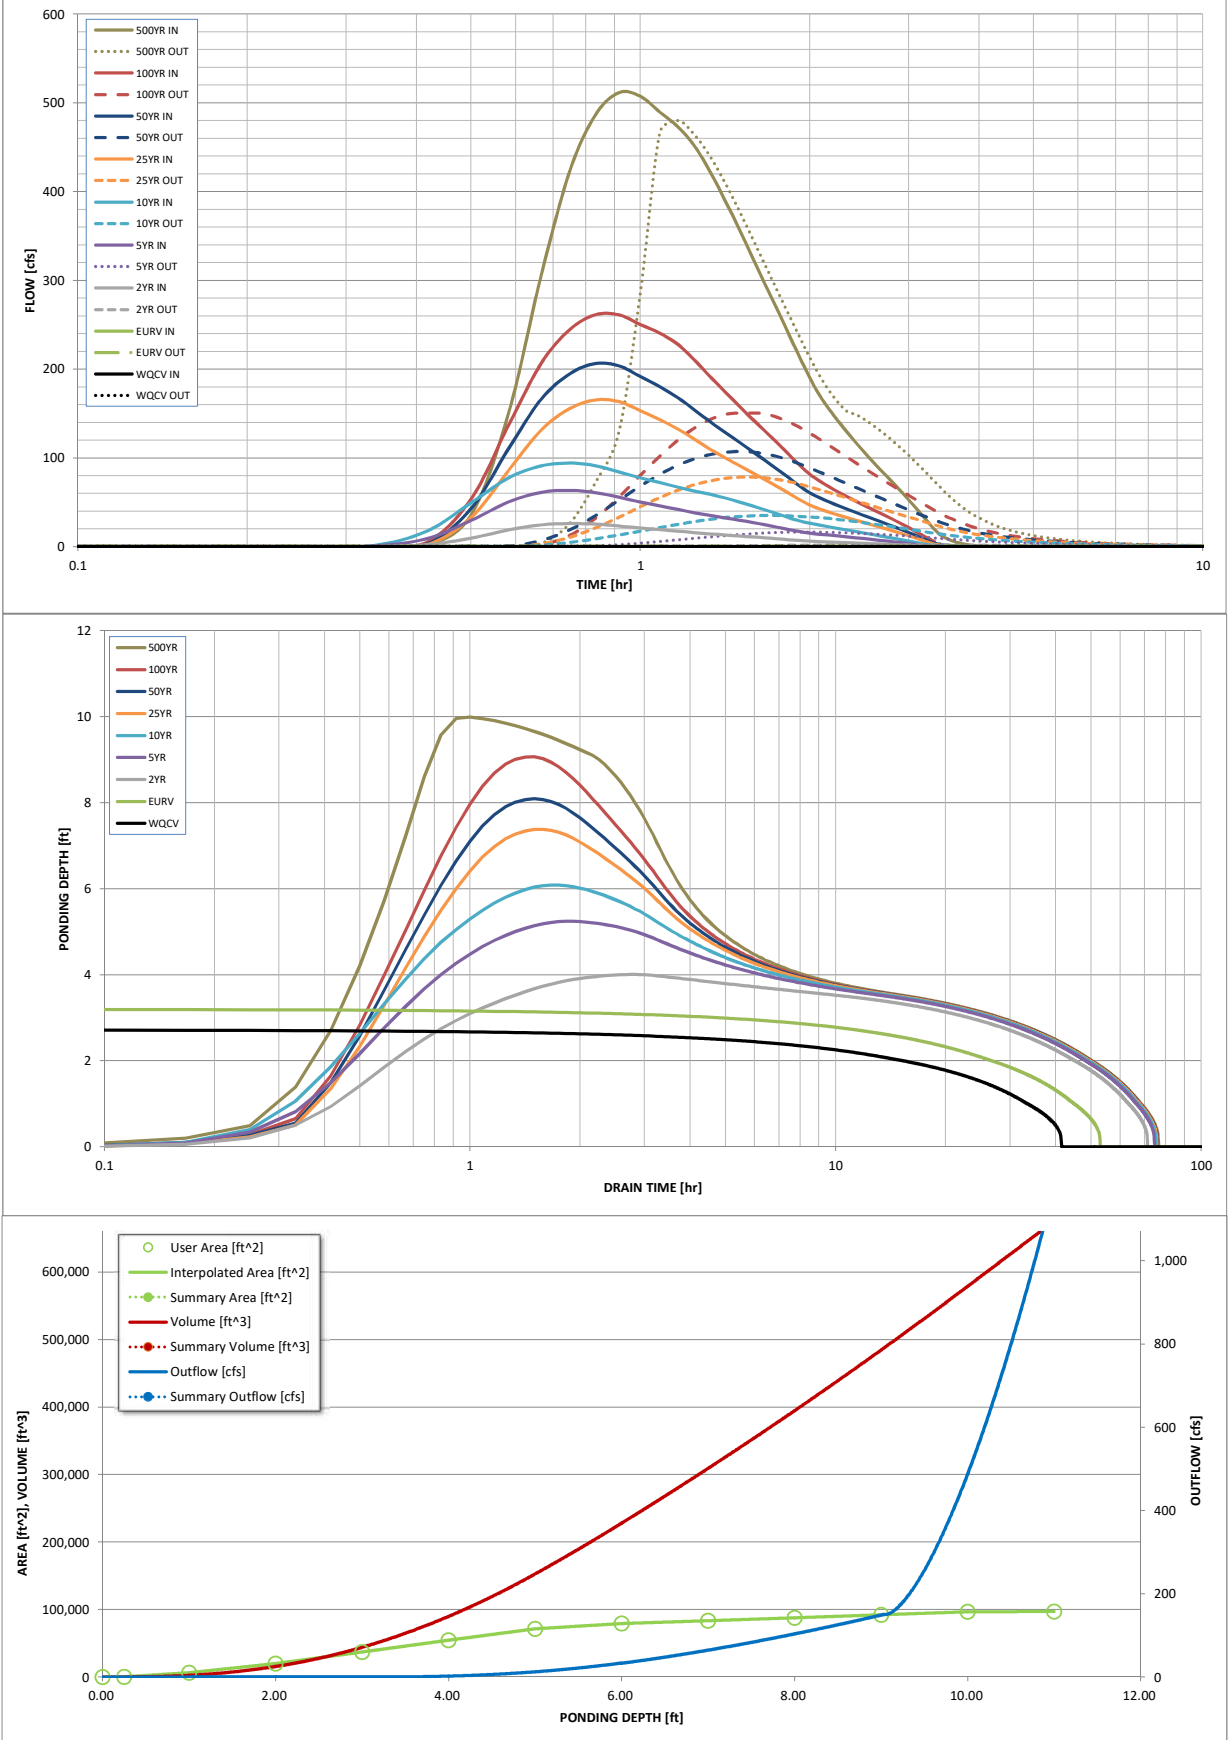 600
500
400
300
200
100
0
FLOW [cfs]
500YR IN
500YR OUT
100YR IN
100YR OUT
50YR IN
50YR OUT
25YR IN
25YR OUT
10YR IN
10YR OUT
5YR IN
5YR OUT
2YR IN
2YR OUT
EURV IN
EURV OUT
WQCV IN
WQCV OUT
0.1
1
10
TIME [hr]
12
10
8
6
4
2
0
PONDING DEPTH [ft]
500YR
100YR
50YR
25YR
10YR
5YR
2YR
EURV
WQCV
0.1
1
10
100
DRAIN TIME [hr]
User Area [ft^2]
Interpolated Area [ft^2]
Summary Area [ft^2]
Volume [ft^3]
Summary Volume [ft^3]
Outflow [cfs]
Summary Outflow [cfs]
600,000
500,000
400,000
300,000
200,000
100,000
0
AREA [ft^2], VOLUME [ft^3]
1,000
800
600
400
200
0
OUTFLOW [cfs]
0.00
2.00
4.00
6.00
8.00
10.00
12.00
PONDING DEPTH [ft]